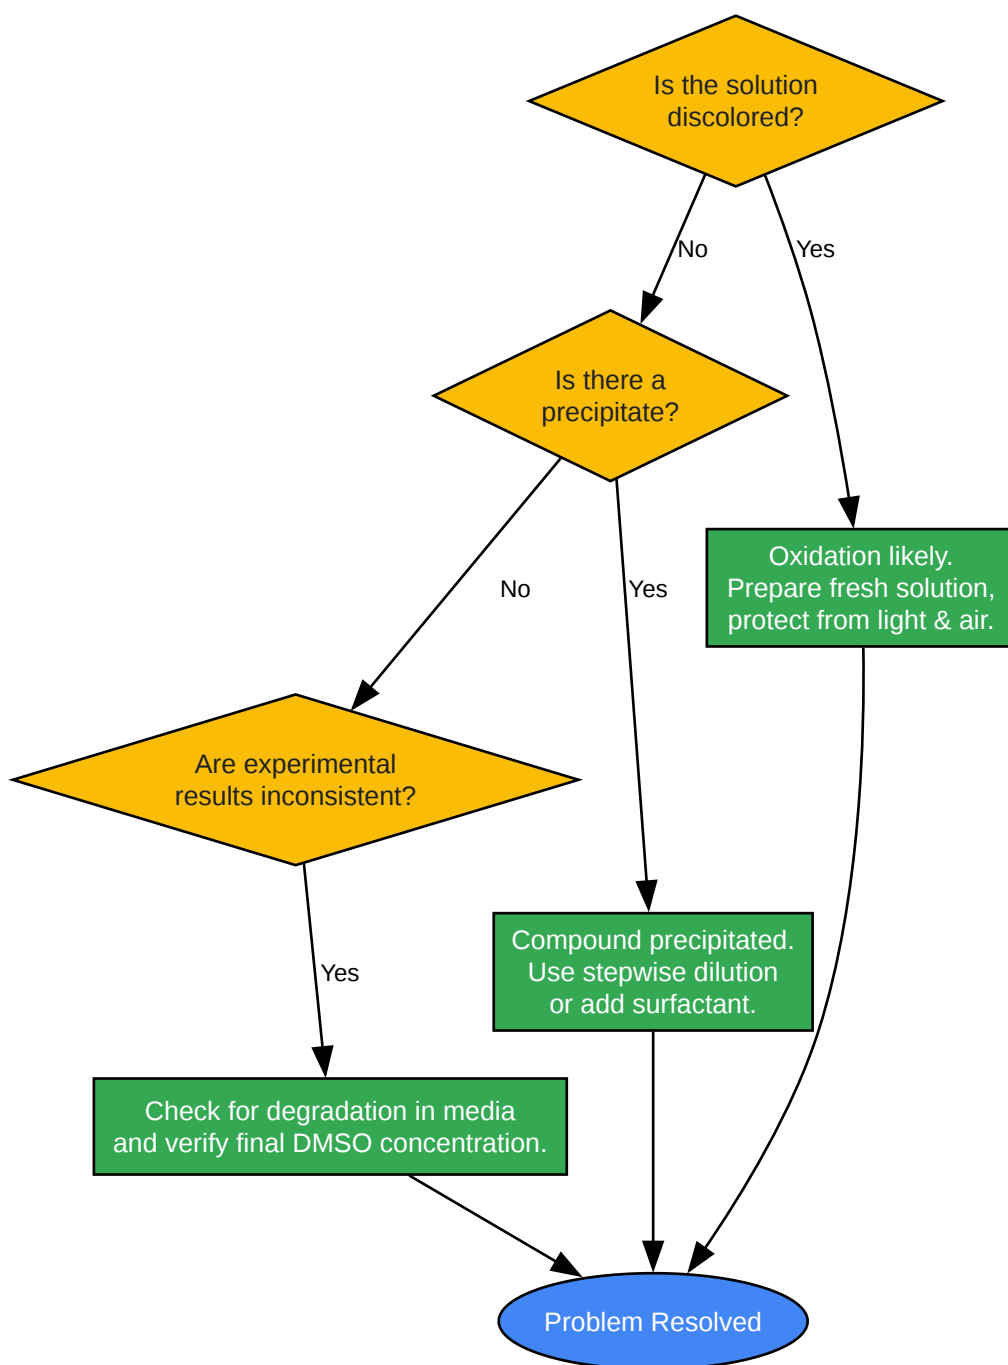 Is the solution
discolored?
No
Yes
Is there a
precipitate?
No
Yes
Oxidation likely.
Prepare fresh solution,
protect from light & air.
Are experimental
results inconsistent?
Yes
Compound precipitated.
Use stepwise dilution
or add surfactant.
Check for degradation in media
and verify final DMSO concentration.
Problem Resolved